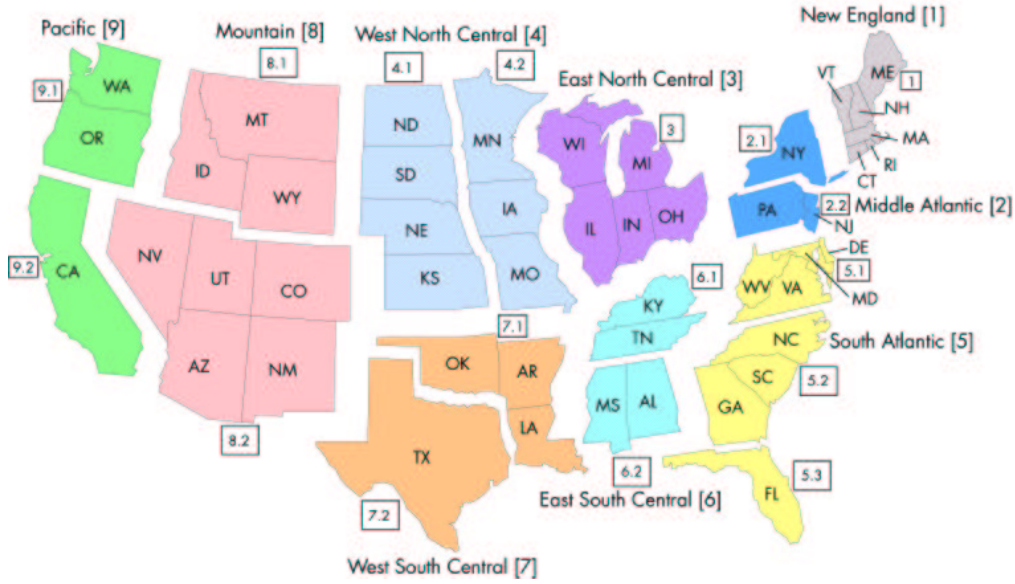 New England [1]
Pacific [9]
Mountain [8]
West North Central [4]
8.1
4.1
4.2
East North Central [3]
VT
ME
1
9.1
WA
MT
ND
MN
WI
3
MI
2.1
NY
NH
MA
RI
CT
OR
ID
WY
SD
IA
IL
IN
OH
PA
2.2
Middle Atlantic [2]
NJ
DE
NE
9.2
CA
NV
UT
CO
KS
MO
6.1
KY
WV
VA
5.1
MD
7.1
TN
NC
South Atlantic [5]
AZ
NM
OK
AR
MS
AL
SC
5.2
GA
LA
8.2
TX
6.2
5.3
FL
East South Central [6]
7.2
West South Central [7]